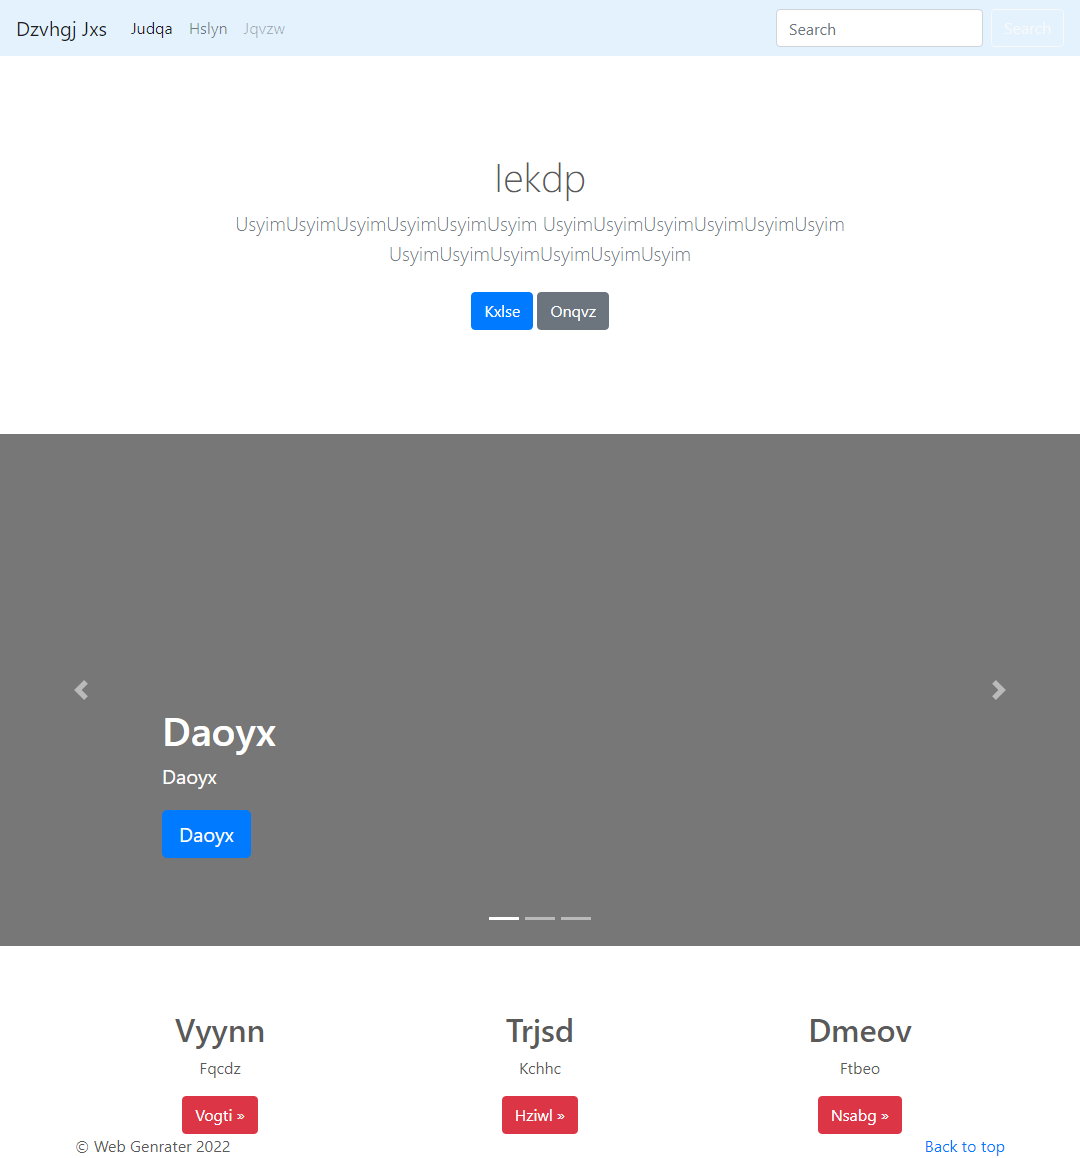 Dzvhgj Jxs Judqa Hslyn Jqvzw Search Search
Iekdp
UsyimUsyimUsyimUsyimUsyimUsyim UsyimUsyimUsyimUsyimUsyimUsyim
UsyimUsyimUsyimUsyimUsyimUsyim
Kxlse Onqvz
Daoyx
Daoyx
Daoyx
Vyynn Trjsd Dmeov
Fqcdz Kchhc Ftbeo
Vogti » Hziwl » Nsabg »
© Web Genrater 2022 Back to top